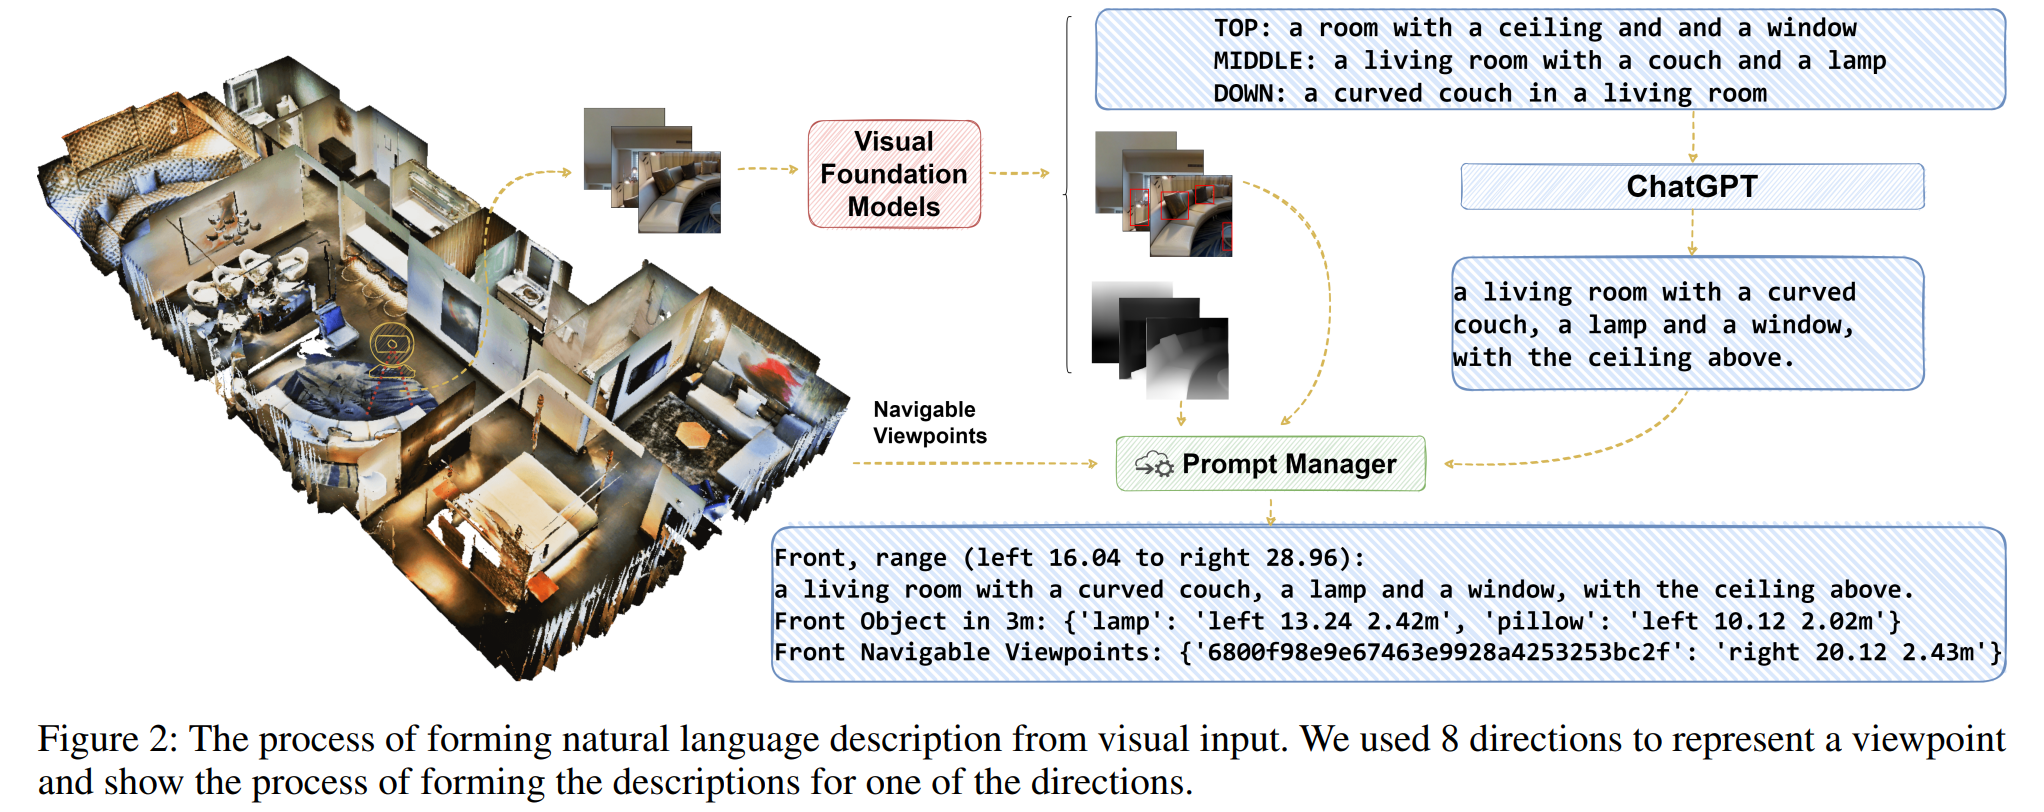 TOP: a room with a ceiling and and a window
MIDDLE: a living room with a couch and a lamp
DOWN: a curved couch in a living room
Visual
Foundation
Models
ChatGPT
a living room with a curved
couch, a lamp and a window,
with the ceiling above.
Navigable
Viewpoints
Prompt Manager
Front, range (left 16.04 to right 28.96):
a living room with a curved couch, a lamp and a window, with the ceiling above.
Front Object in 3m: {'lamp': 'left 13.24 2.42m', 'pillow': 'left 10.12 2.02m'}
Front Navigable Viewpoints: {'6800f98e9e67463e9928a4253253bc2f': 'right 20.12 2.43m'}
Figure 2: The process of forming natural language description from visual input. We used 8 directions to represent a viewpoint
and show the process of forming the descriptions for one of the directions.